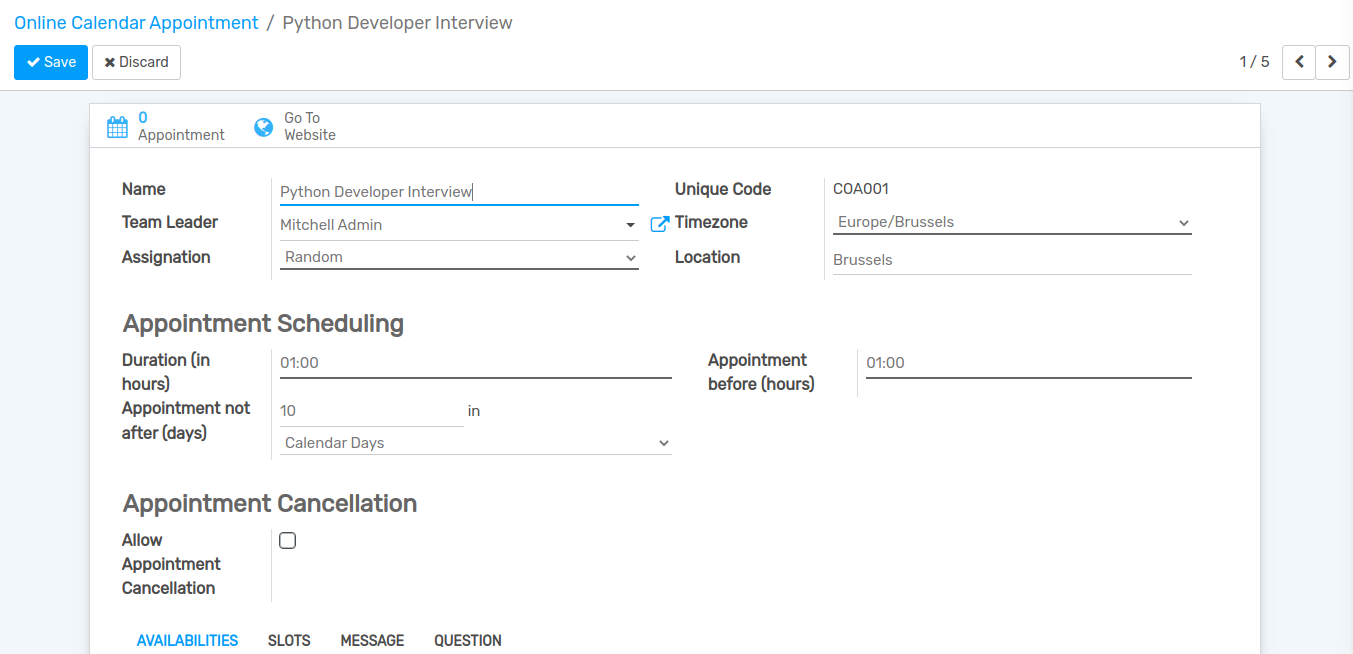 Online Calendar Appointment / Python Developer Interview
Save Discard 1 / 5
0 Appointment
Go To Website
Name Python Developer Interview Unique Code COA001
Team Leader Mitchell Admin Timezone Europe/Brussels
Assignation Random Location Brussels
Appointment Scheduling
Duration (in hours) 01:00
Appointment before (hours) 01:00
Appointment not after (days) 10 in
Calendar Days
Appointment Cancellation
Allow
Appointment
Cancellation
AVAILABILITIES SLOTS MESSAGE QUESTION